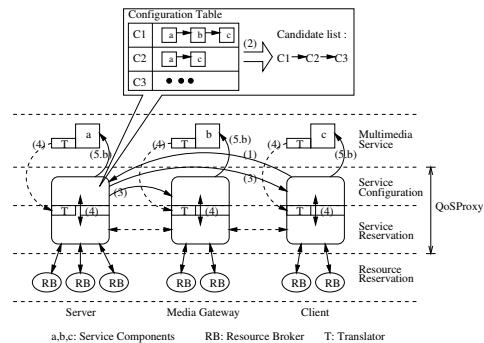 Configuration Table
C1 a b c
(2)
Candidate list :
C2 a c
C1 C2 C3
C3
(4) T a (5.b)
(4) T b (5.b)
(4) T c (5.b)
Multimedia
Service
(1)
(3)
(3)
Service
Configuration
T (4)
T (4)
T (4)
QoSProxy
Service
Reservation
RB RB RB
RB RB
RB RB
Resource
Reservation
Server
Media Gateway
Client
a,b,c: Service Components RB: Resource Broker T: Translator